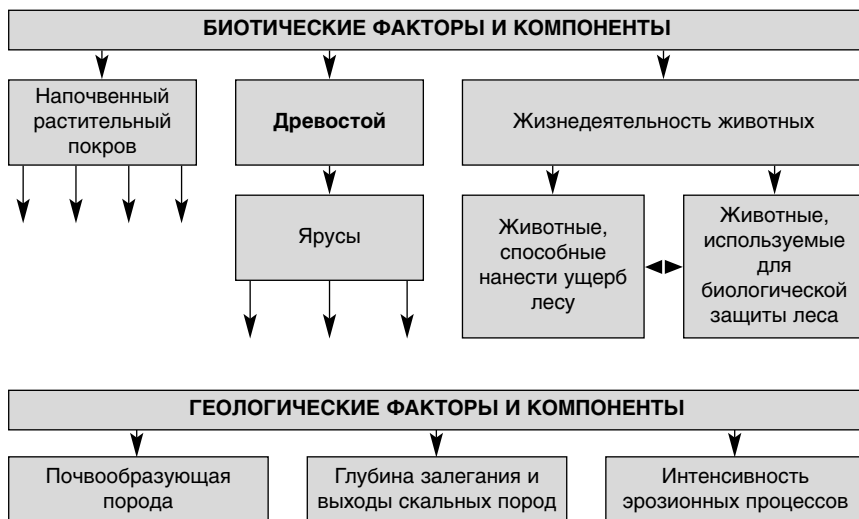 БИОТИЧЕСКИЕ ФАКТОРЫ И КОМПОНЕНТЫ
Напочвенный
растительный
покров
Древостой
Жизнедеятельность животных
Ярусы
Животные,
способные
нанести ущерб
лесу
Животные,
используемые
для
биологической
защиты леса
ГЕОЛОГИЧЕСКИЕ ФАКТОРЫ И КОМПОНЕНТЫ
Почвообразующая
порода
Глубина залегания и
выходы скальных пород
Интенсивность
эрозионных процессов